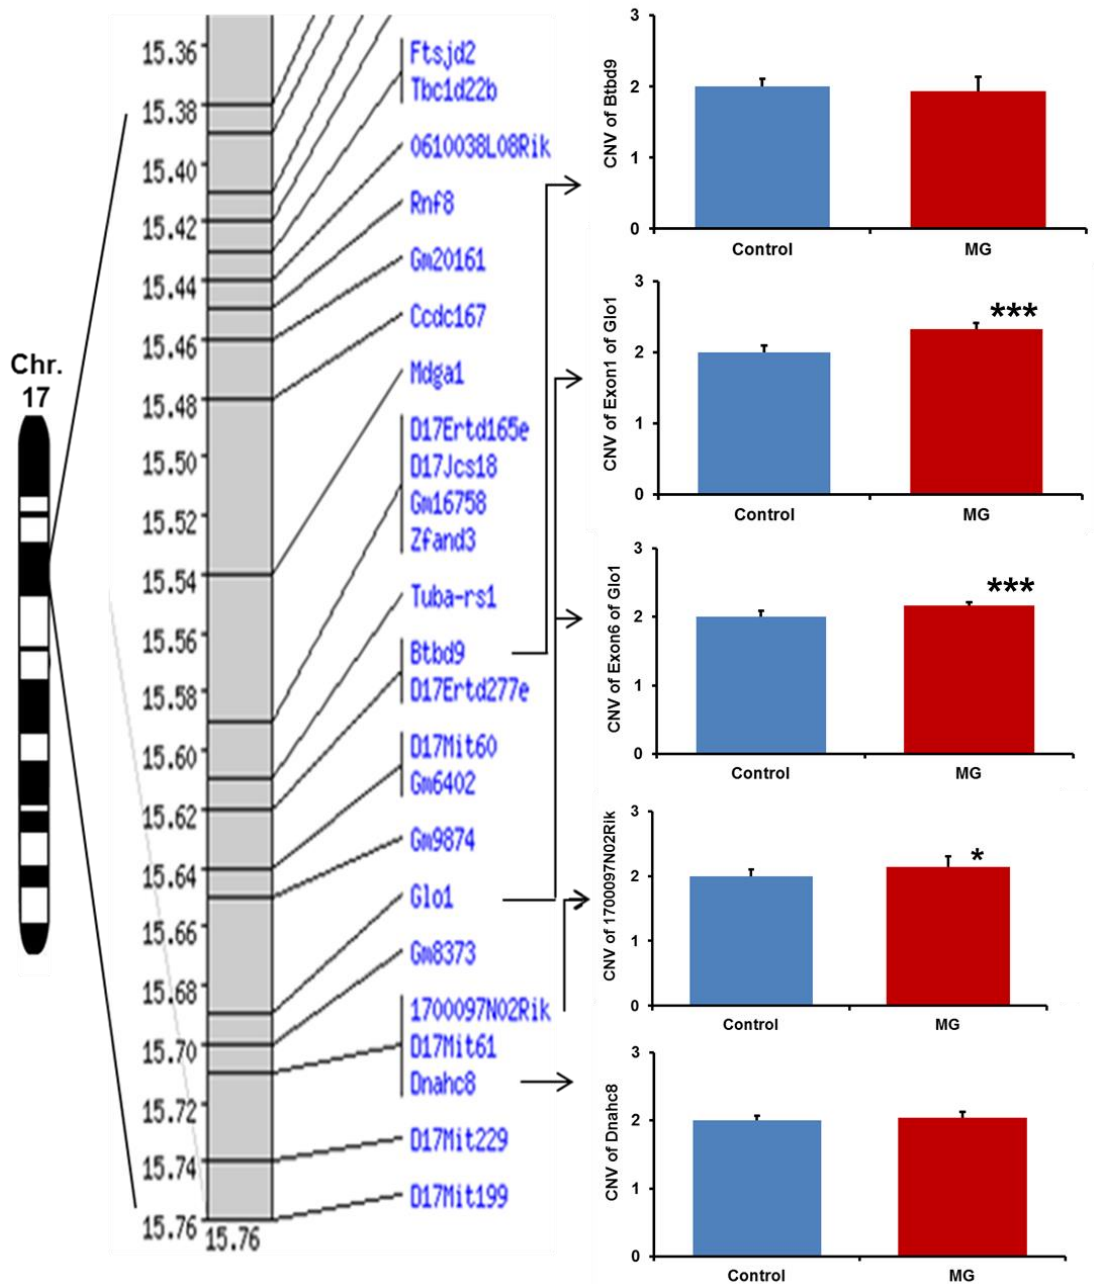 Chr.
17
15.36
15.38
15.40
15.42
15.44
15.46
15.48
15.50
15.52
15.54
15.56
15.58
15.60
15.62
15.64
15.66
15.68
15.70
15.72
15.74
15.76
15.76
Ftsjd2
Tbc1d22b
0610038L08Rik
Rnf8
Gm20161
Ccdc167
Mdga1
D17Ertd165e
D17Jcs18
Gm16758
Zfand3
Tuba-rs1
Btbd9
D17Ertd277e
D17Mit60
Gm6402
Gm9874
Glo1
Gm8373
1700097N02Rik
D17Mit61
Dnahc8
D17Mit229
D17Mit199
CNV of Btbd9
3
2
1
0
Control MG
CNV of Exon1 of Glo1
3
2
1
0
***
Control MG
CNV of Exon6 of Glo1
3
2
1
0
***
Control MG
CNV of 1700097N02Rik
3
2
1
0
*
Control MG
CNV of Dnahc8
3
2
1
0
Control MG